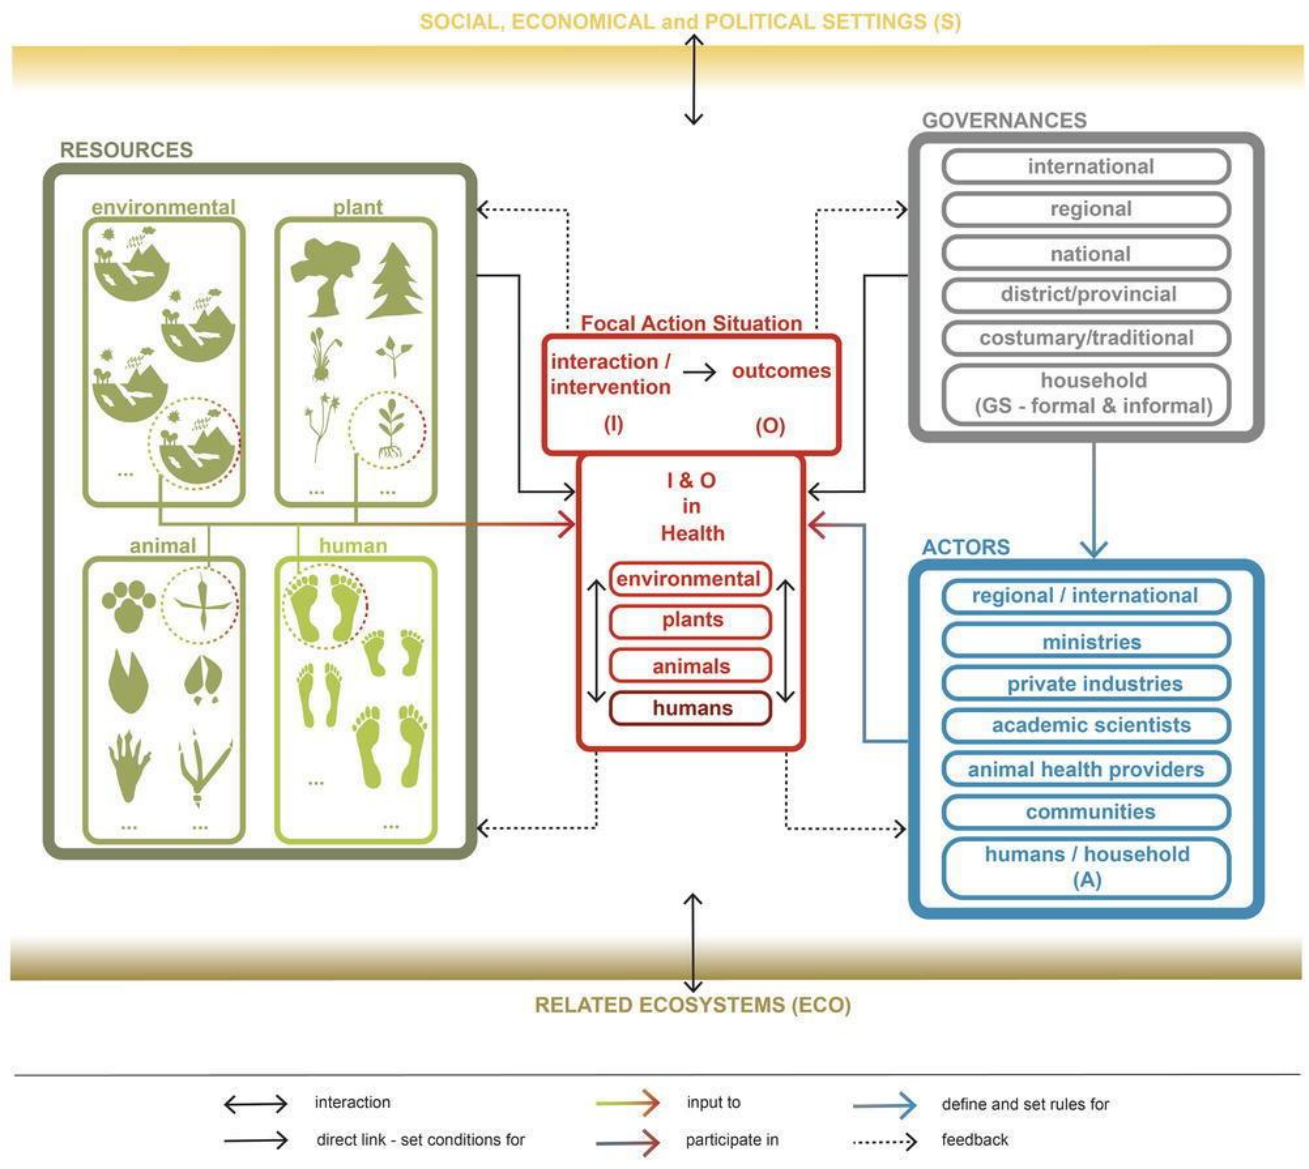 SOCIAL, ECONOMICAL and POLITICAL SETTINGS (S)
RESOURCES
environmental
plant
...
...
...
animal
human
...
...
...
...
Focal Action Situation
interaction /
intervention
outcomes
(I)
(O)
I & O
in
Health
environmental
plants
animals
humans
GOVERNANCES
international
regional
national
district/provincial
costumary/traditional
household
(GS - formal & informal)
ACTORS
regional / international
ministries
private industries
academic scientists
animal health providers
communities
humans / household
(A)
RELATED ECOSYSTEMS (ECO)
interaction
input to
define and set rules for
direct link - set conditions for
participate in
feedback